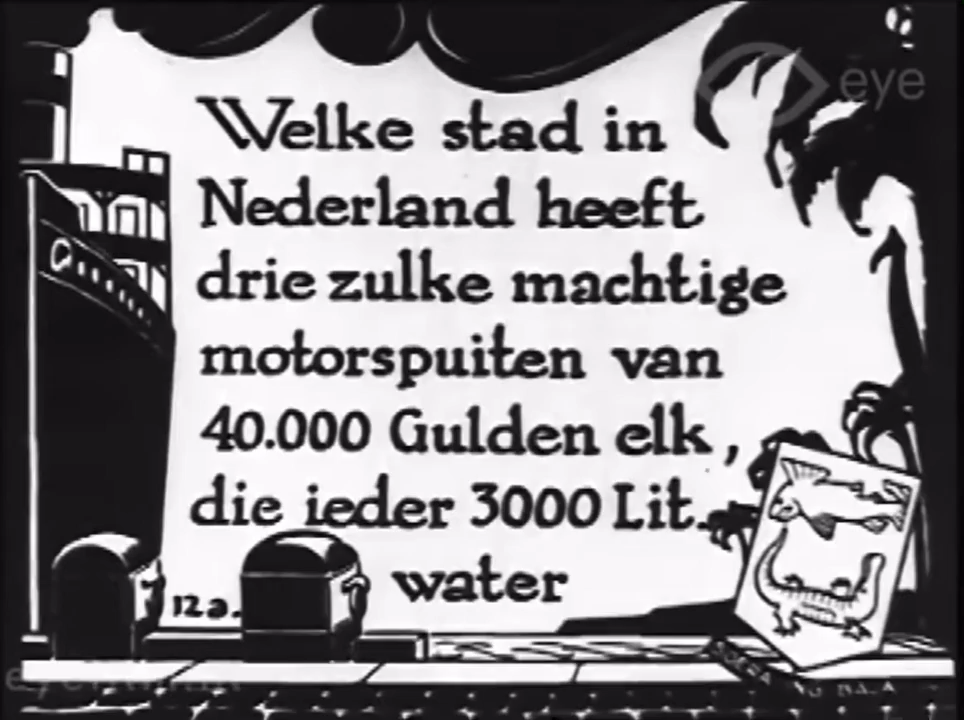 eye
Welke stad in
Nederland heeft
drie zulke machtige
motorspuiten van
40.000 Gulden elk,
die ieder 3000 Lit.
water
12a.